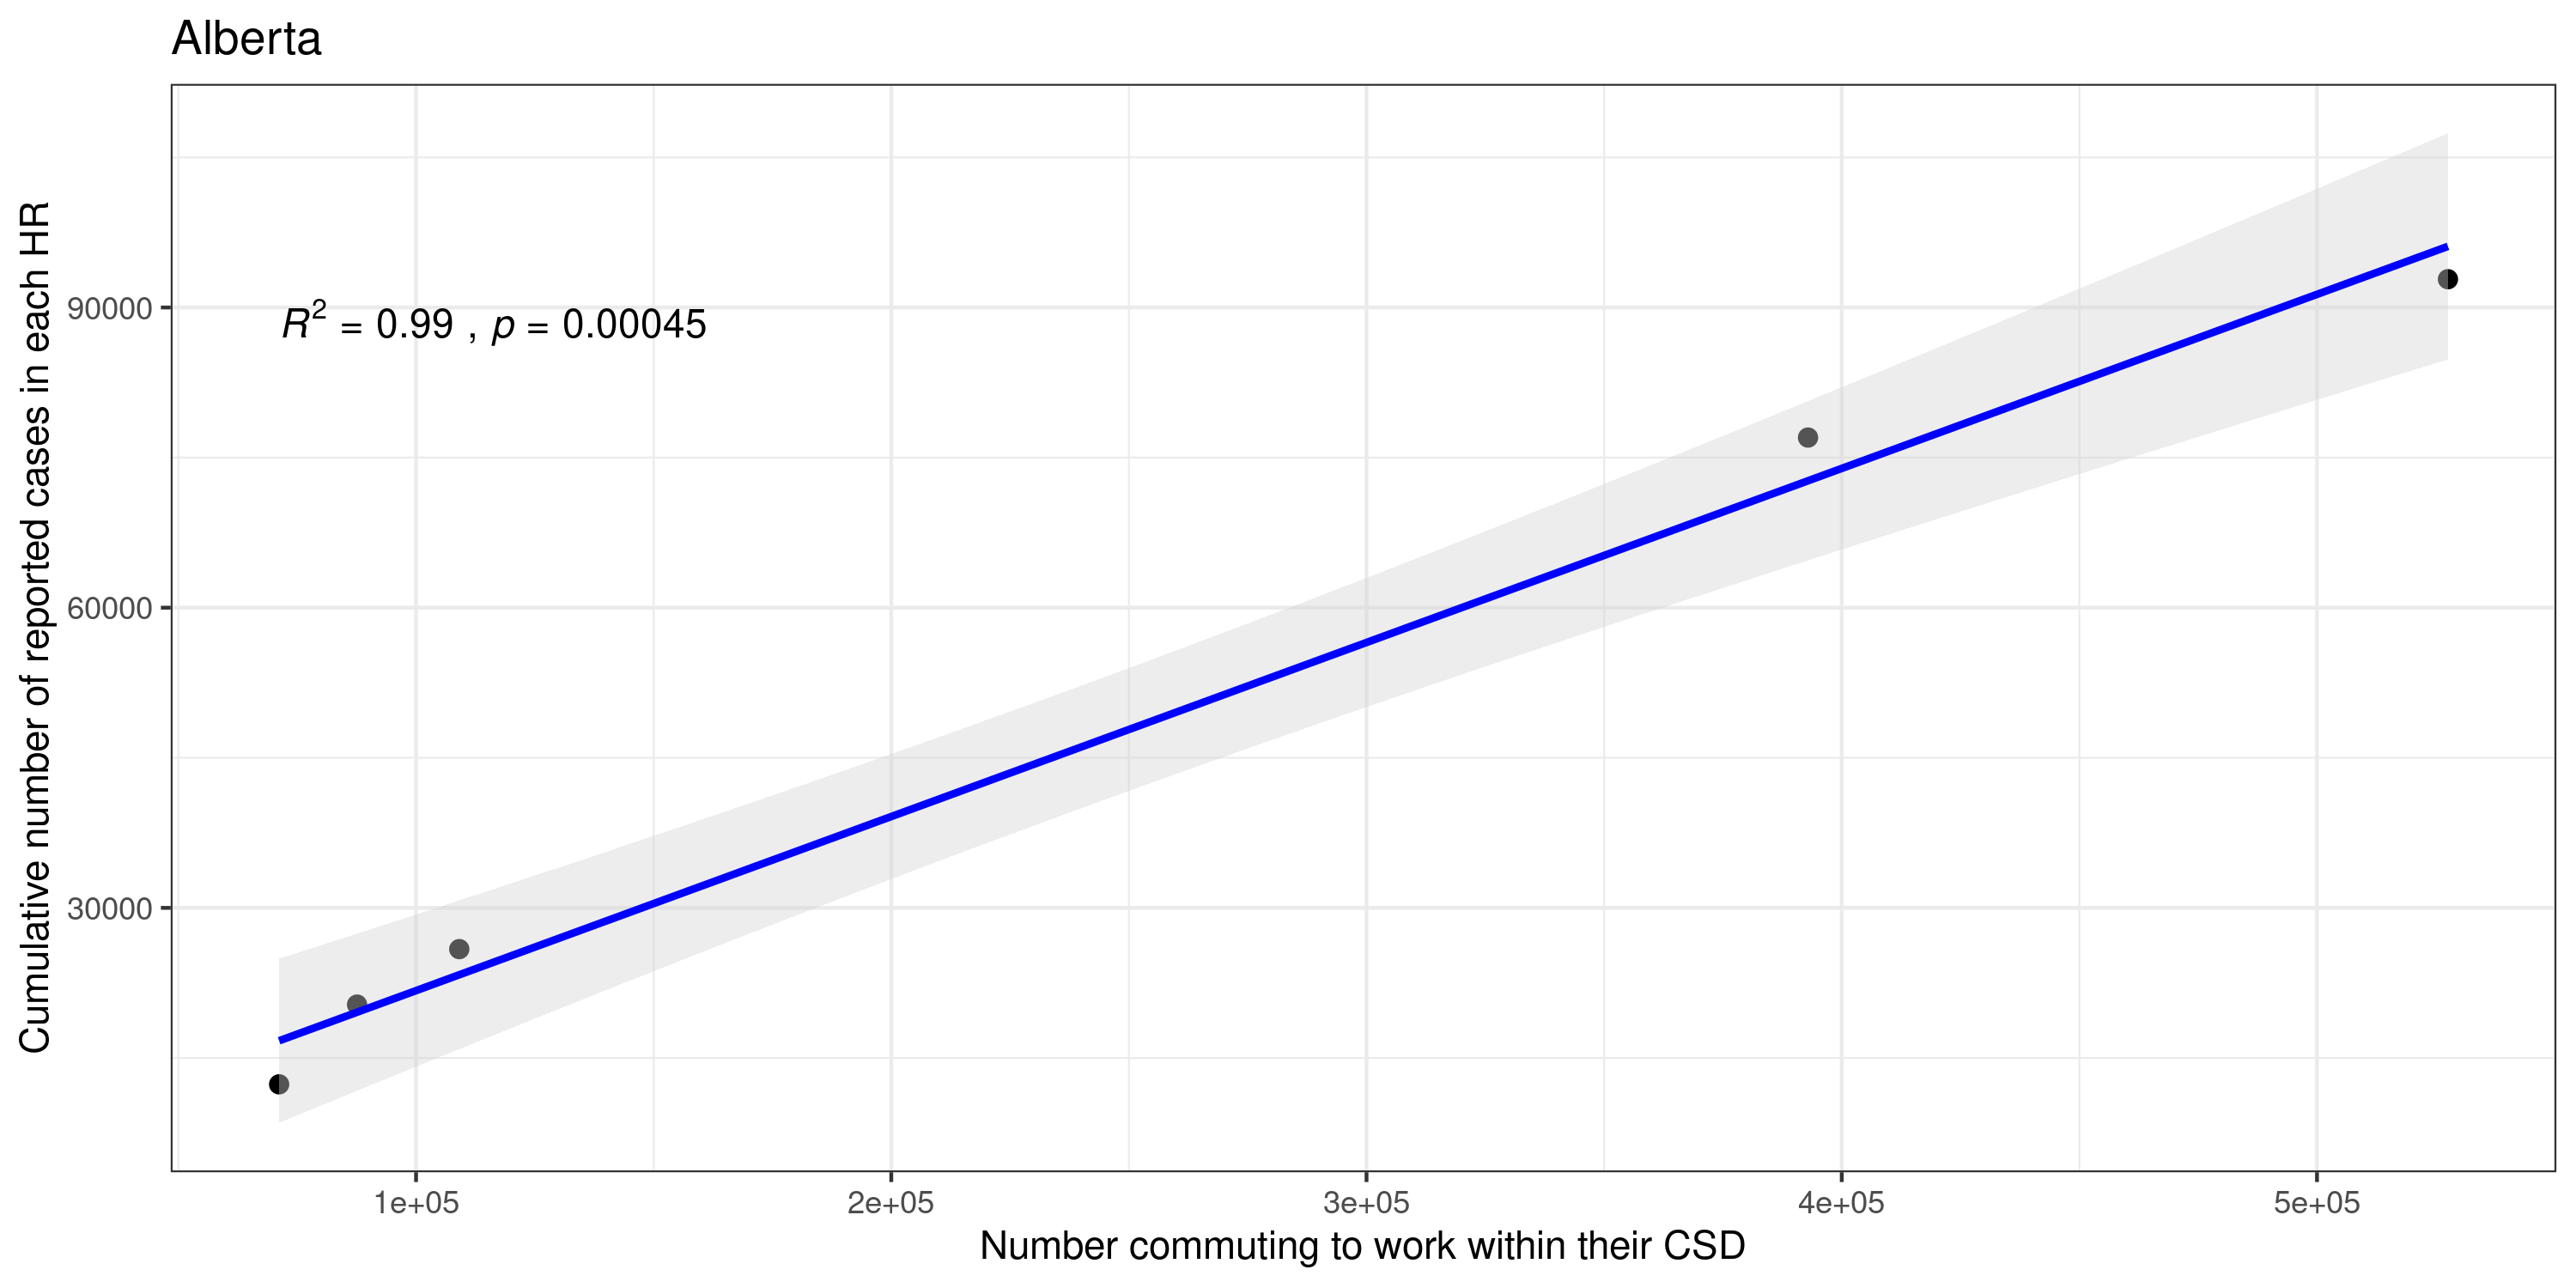 Alberta
Cumulative number of reported cases in each HR
90000
60000
30000
R² = 0.99 , p = 0.00045
1e+05 2e+05 3e+05 4e+05 5e+05
Number commuting to work within their CSD